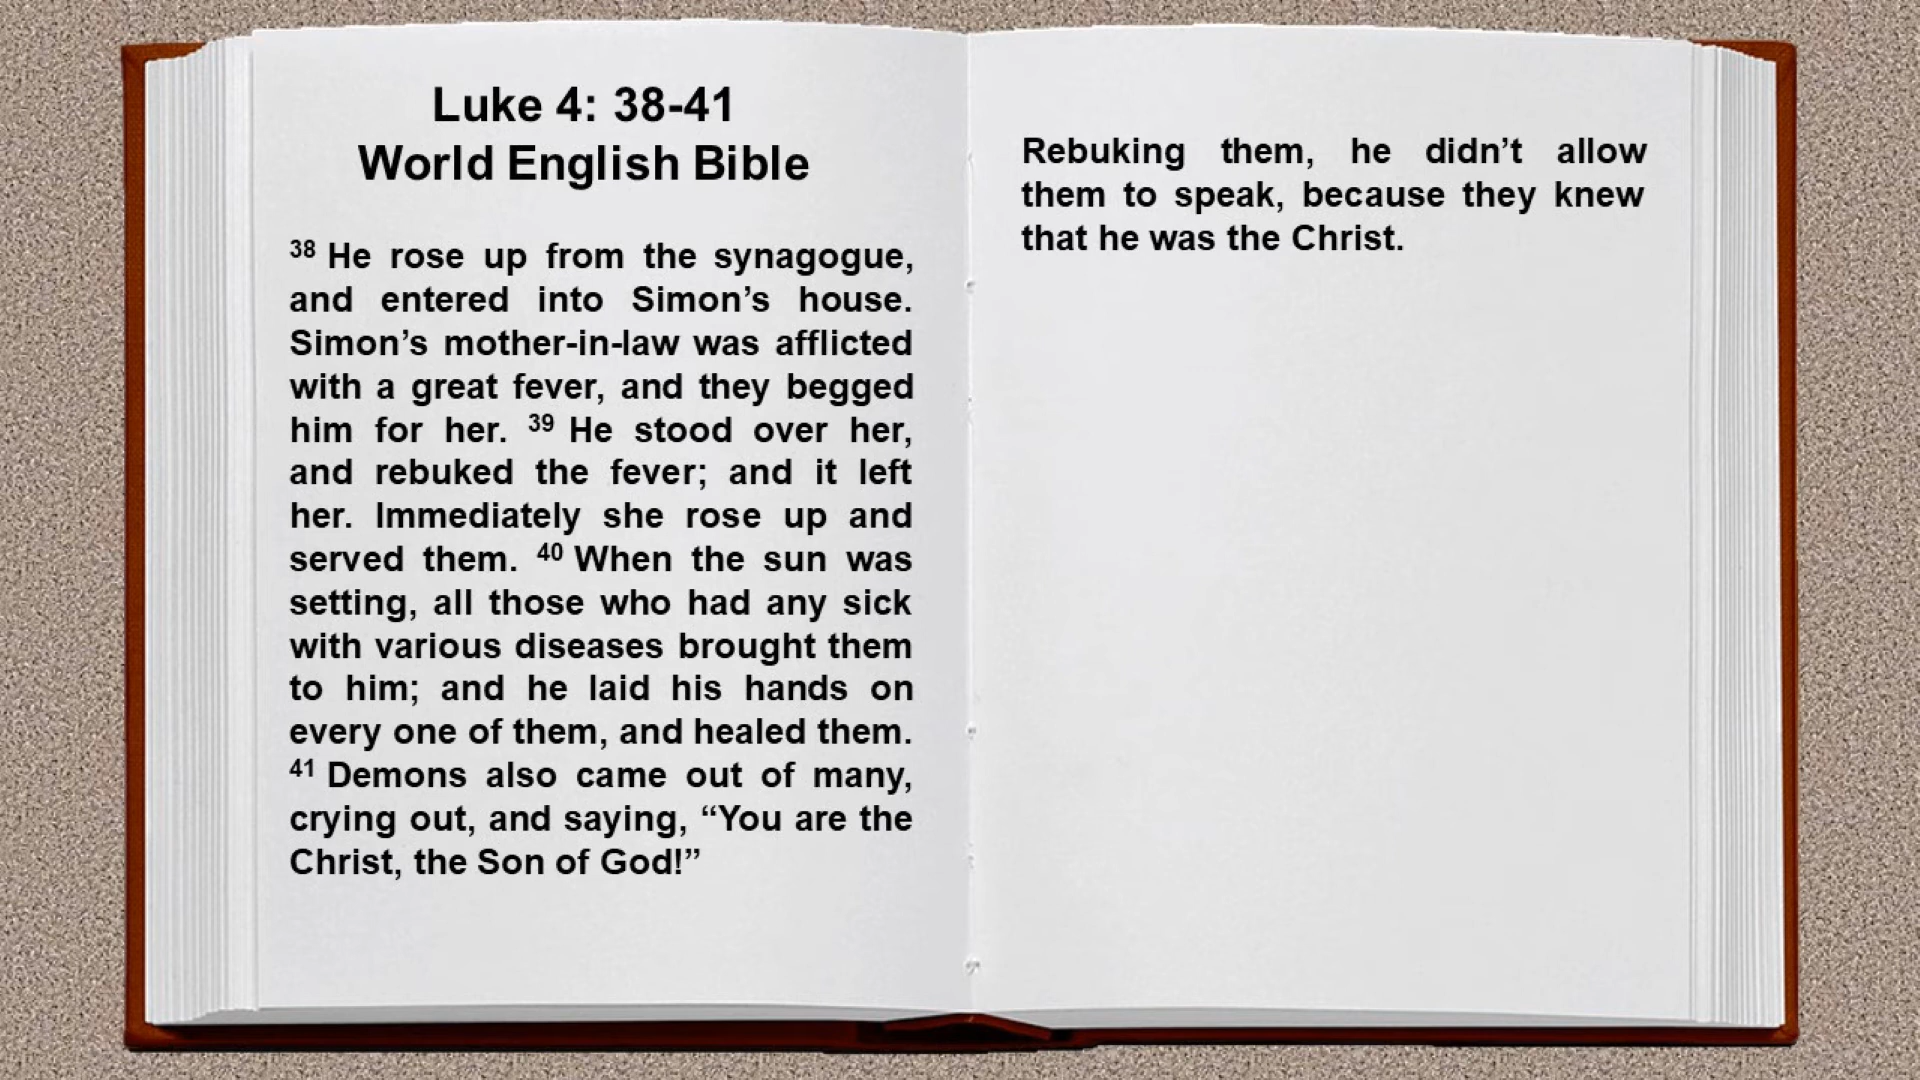 Luke 4: 38-41
World English Bible
38 He rose up from the synagogue,
and entered into Simon’s house.
Simon’s mother-in-law was afflicted
with a great fever, and they begged
him for her. 39 He stood over her,
and rebuked the fever; and it left
her. Immediately she rose up and
served them. 40 When the sun was
setting, all those who had any sick
with various diseases brought them
to him; and he laid his hands on
every one of them, and healed them.
41 Demons also came out of many,
crying out, and saying, “You are the
Christ, the Son of God!”
Rebuking them, he didn’t allow
them to speak, because they knew
that he was the Christ.